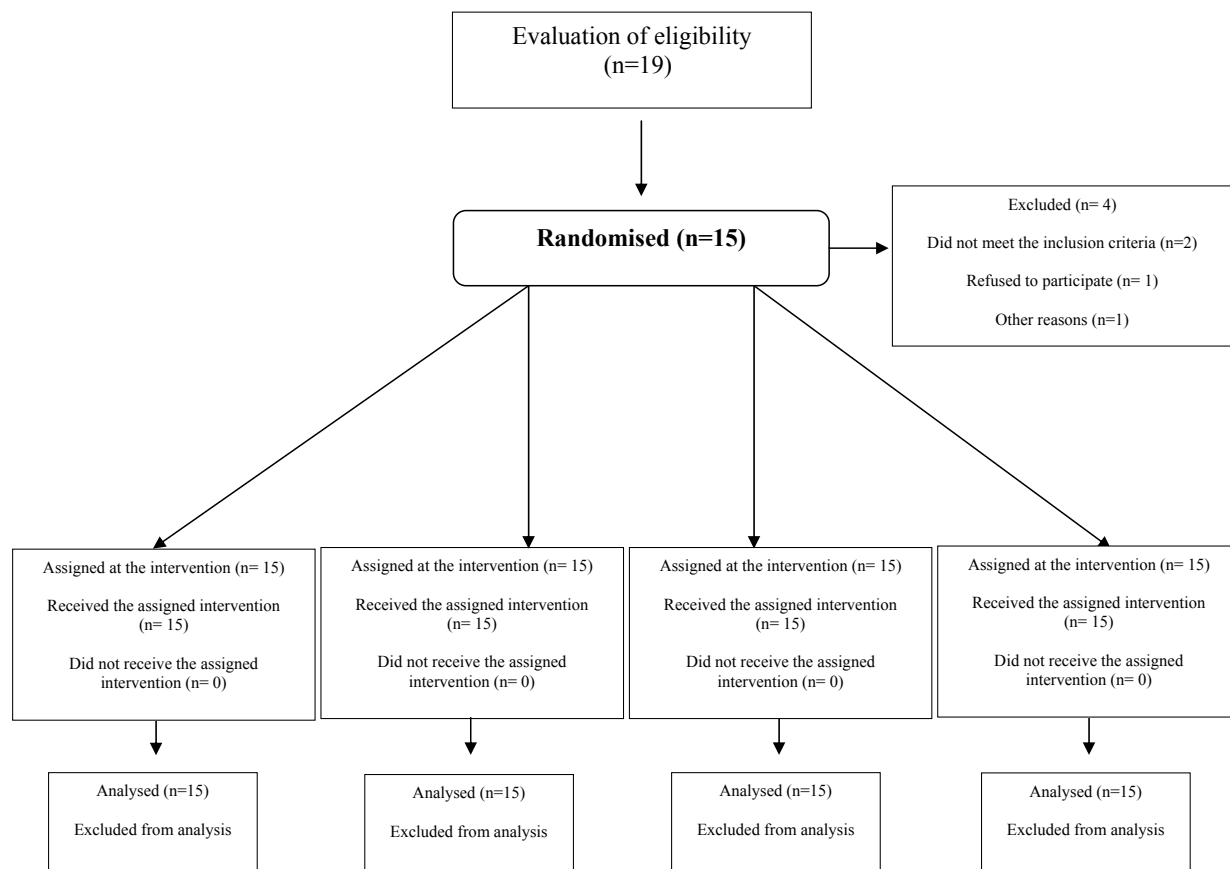 Evaluation of eligibility
(n=19)
Randomised (n=15)
Excluded (n= 4)
Did not meet the inclusion criteria (n=2)
Refused to participate (n= 1)
Other reasons (n=1)
Assigned at the intervention (n= 15)
Received the assigned intervention
(n= 15)
Did not receive the assigned
intervention (n= 0)
Assigned at the intervention (n= 15)
Received the assigned intervention
(n= 15)
Did not receive the assigned
intervention (n= 0)
Assigned at the intervention (n= 15)
Received the assigned intervention
(n= 15)
Did not receive the assigned
intervention (n= 0)
Assigned at the intervention (n= 15)
Received the assigned intervention
(n= 15)
Did not receive the assigned
intervention (n= 0)
Analysed (n=15)
Excluded from analysis
Analysed (n=15)
Excluded from analysis
Analysed (n=15)
Excluded from analysis
Analysed (n=15)
Excluded from analysis